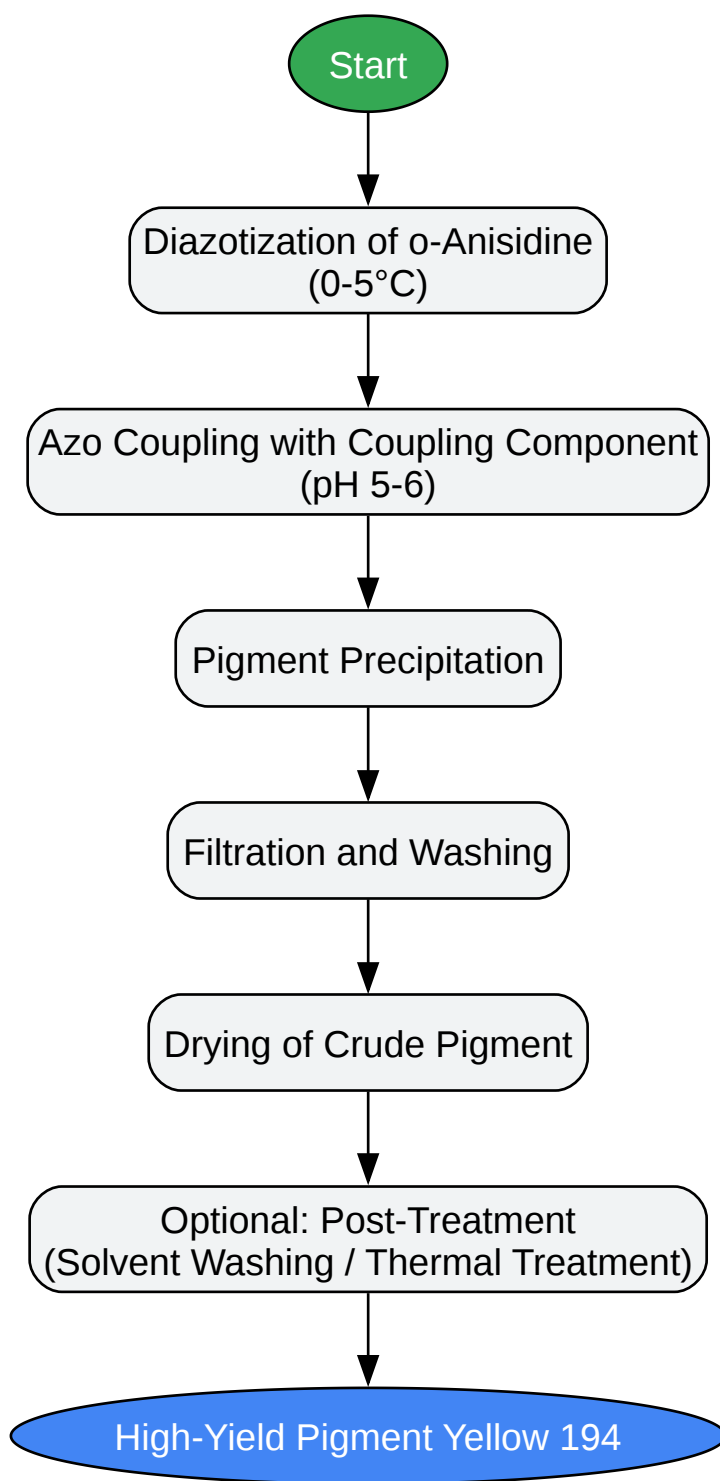 Start
Diazotization of o-Anisidine
(0-5°C)
Azo Coupling with Coupling Component
(pH 5-6)
Pigment Precipitation
Filtration and Washing
Drying of Crude Pigment
Optional: Post-Treatment
(Solvent Washing / Thermal Treatment)
High-Yield Pigment Yellow 194